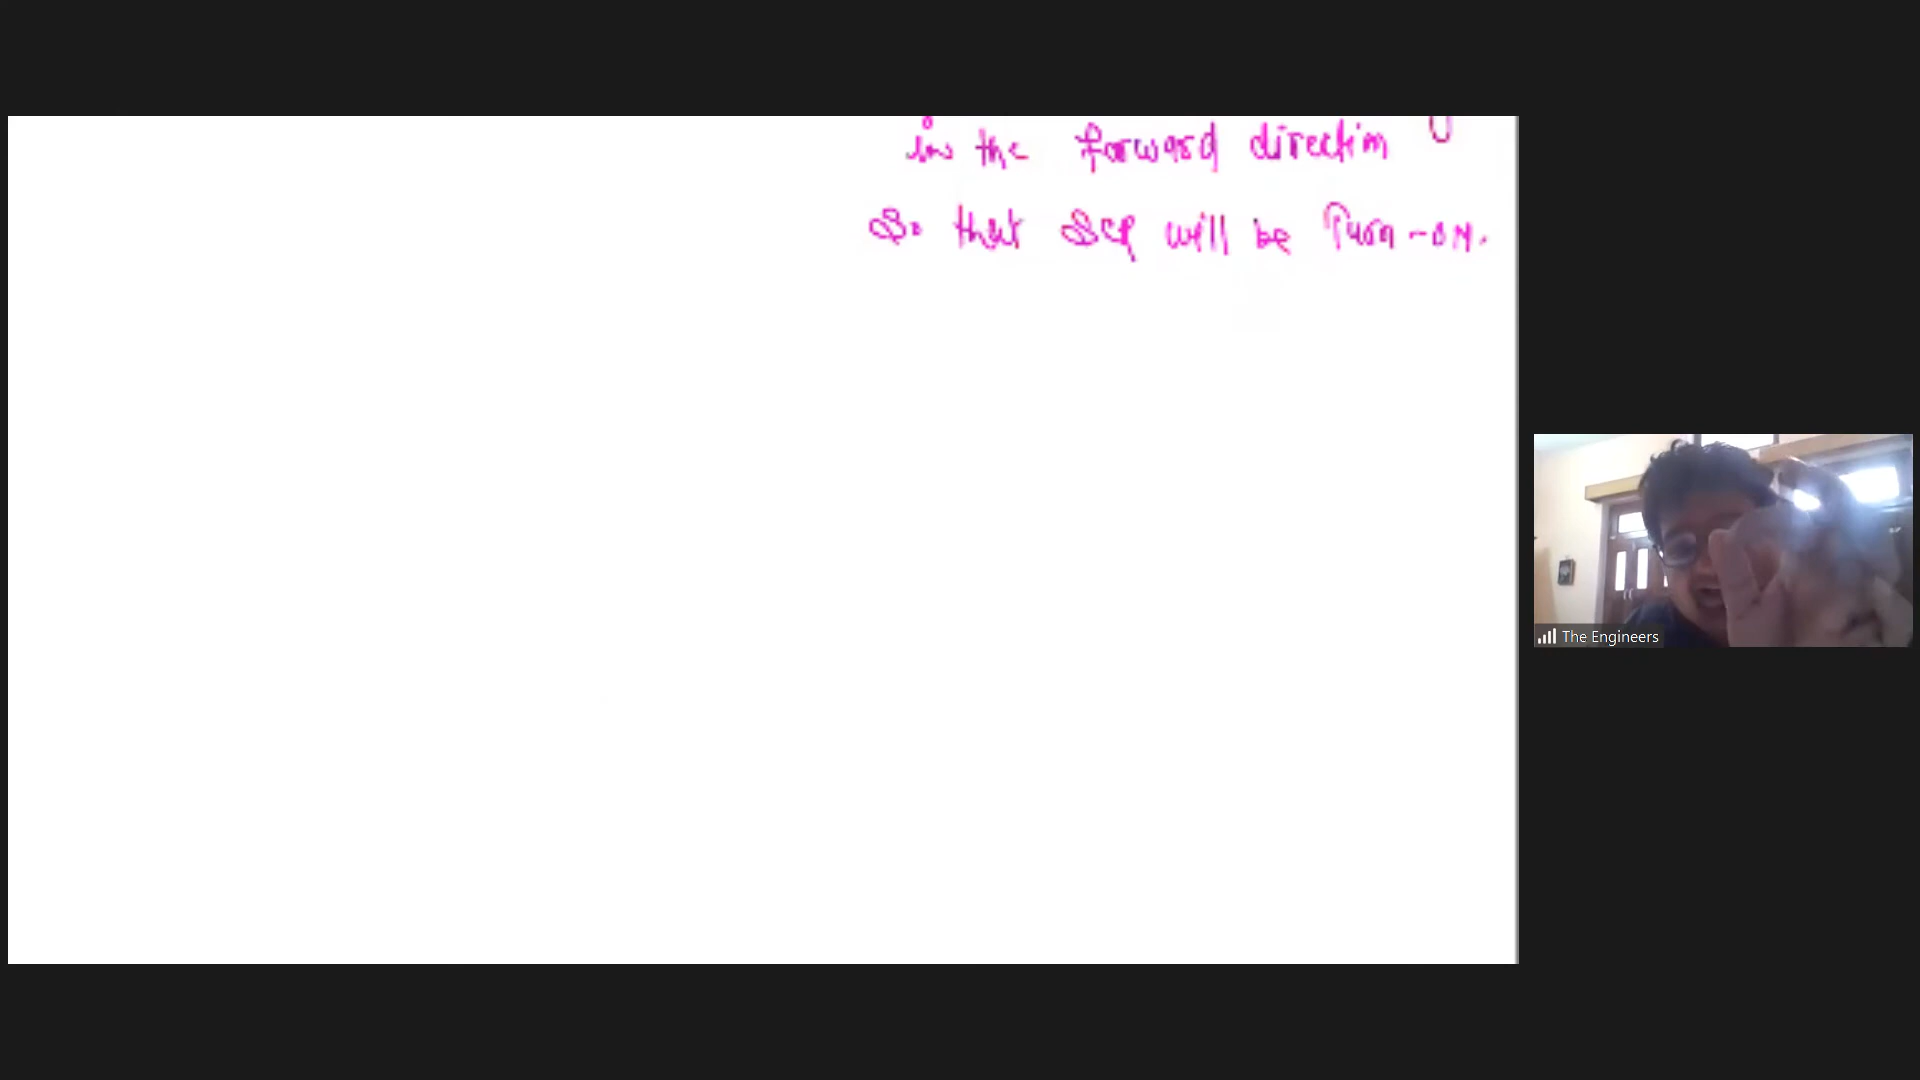 in the forward direction
So that SCR will be Turn-ON.
The Engineers